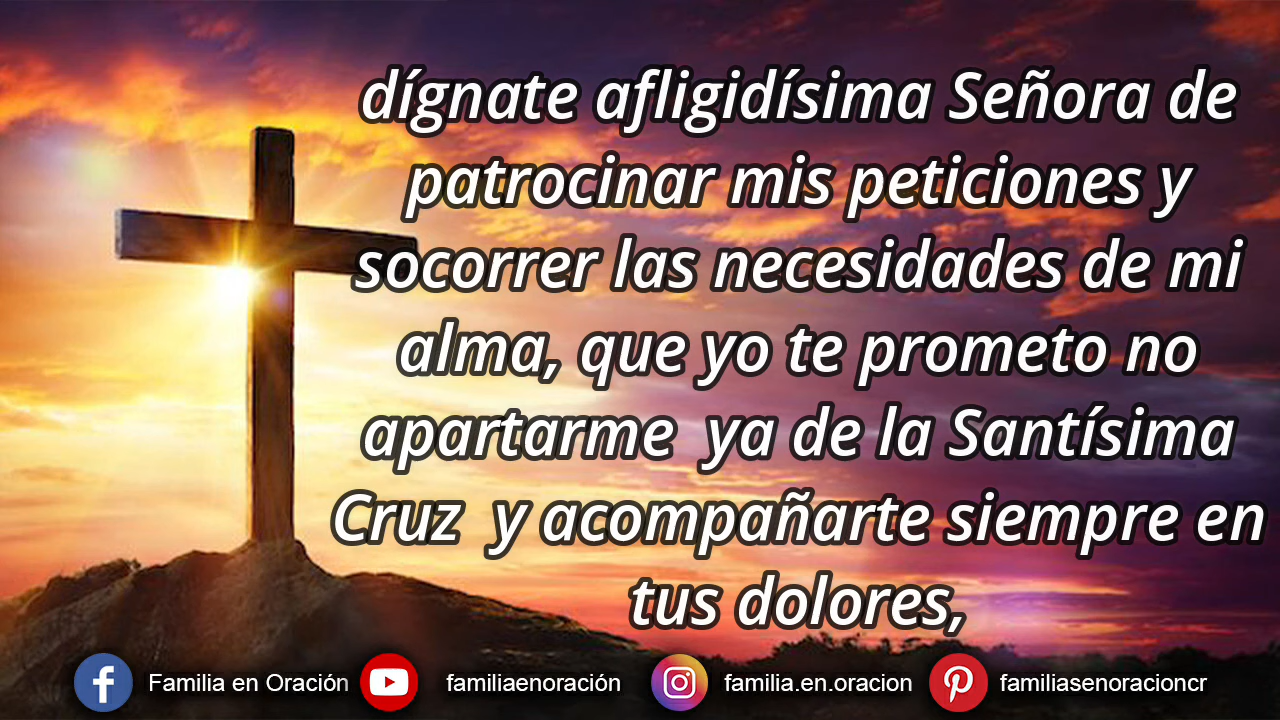 dígnate afligidísima Señora de
patrocinar mis peticiones y
socorrer las necesidades de mi
alma, que yo te prometo no
apartarme  ya de la Santísima
Cruz  y acompañarte siempre en
tus dolores,
Familia en Oración familiaenoración familia.en.oracion familiasenoracioncr